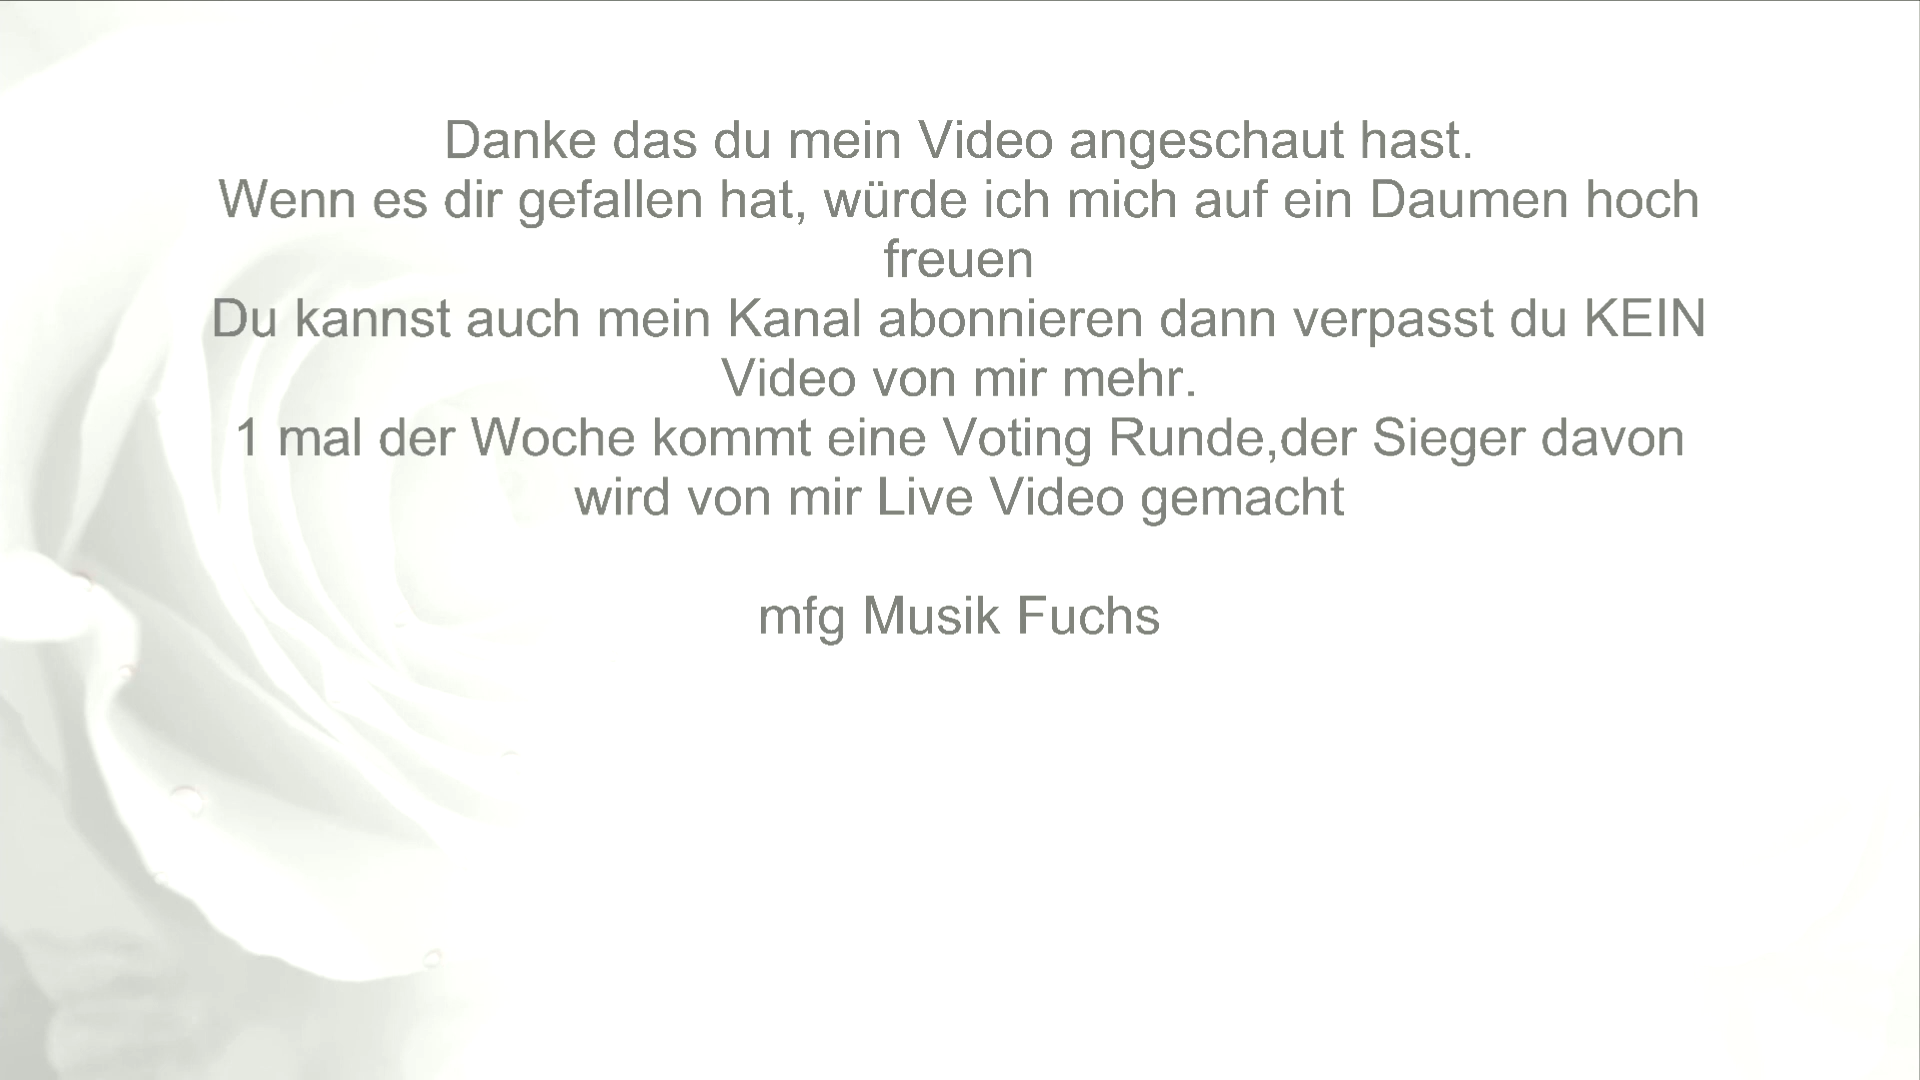 Danke das du mein Video angeschaut hast.
Wenn es dir gefallen hat, würde ich mich auf ein Daumen hoch
freuen
Du kannst auch mein Kanal abonnieren dann verpasst du KEIN
Video von mir mehr.
1 mal der Woche kommt eine Voting Runde,der Sieger davon
wird von mir Live Video gemacht
mfg Musik Fuchs